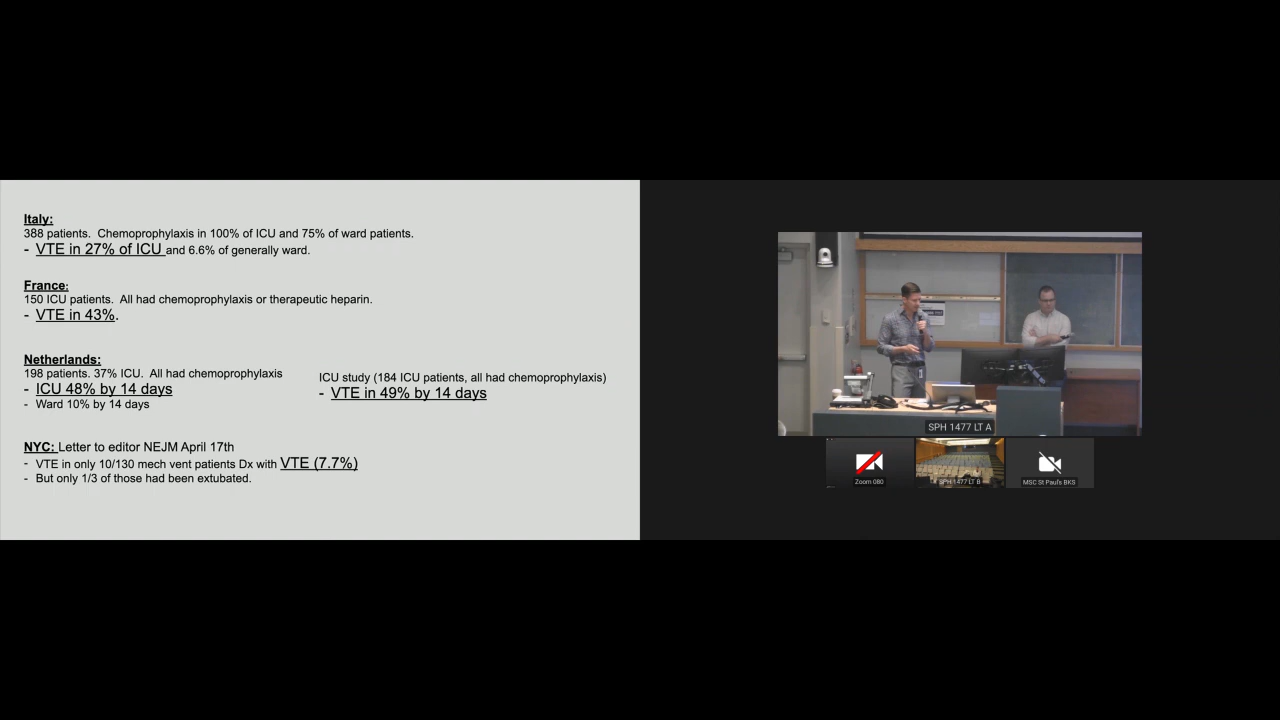 Italy:
388 patients. Chemoprophylaxis in 100% of ICU and 75% of ward patients.
- VTE in 27% of ICU and 6.6% of generally ward.
France:
150 ICU patients. All had chemoprophylaxis or therapeutic heparin.
- VTE in 43%.
Netherlands:
198 patients. 37% ICU. All had chemoprophylaxis
- ICU 48% by 14 days
- Ward 10% by 14 days
ICU study (184 ICU patients, all had chemoprophylaxis)
- VTE in 49% by 14 days
NYC: Letter to editor NEJM April 17th
- VTE in only 10/130 mech vent patients Dx with VTE (7.7%)
- But only 1/3 of those had been extubated.
SPH 1477 LT A
Zoom 080
SPH 1477 LT B
MSC St Paul's BKS